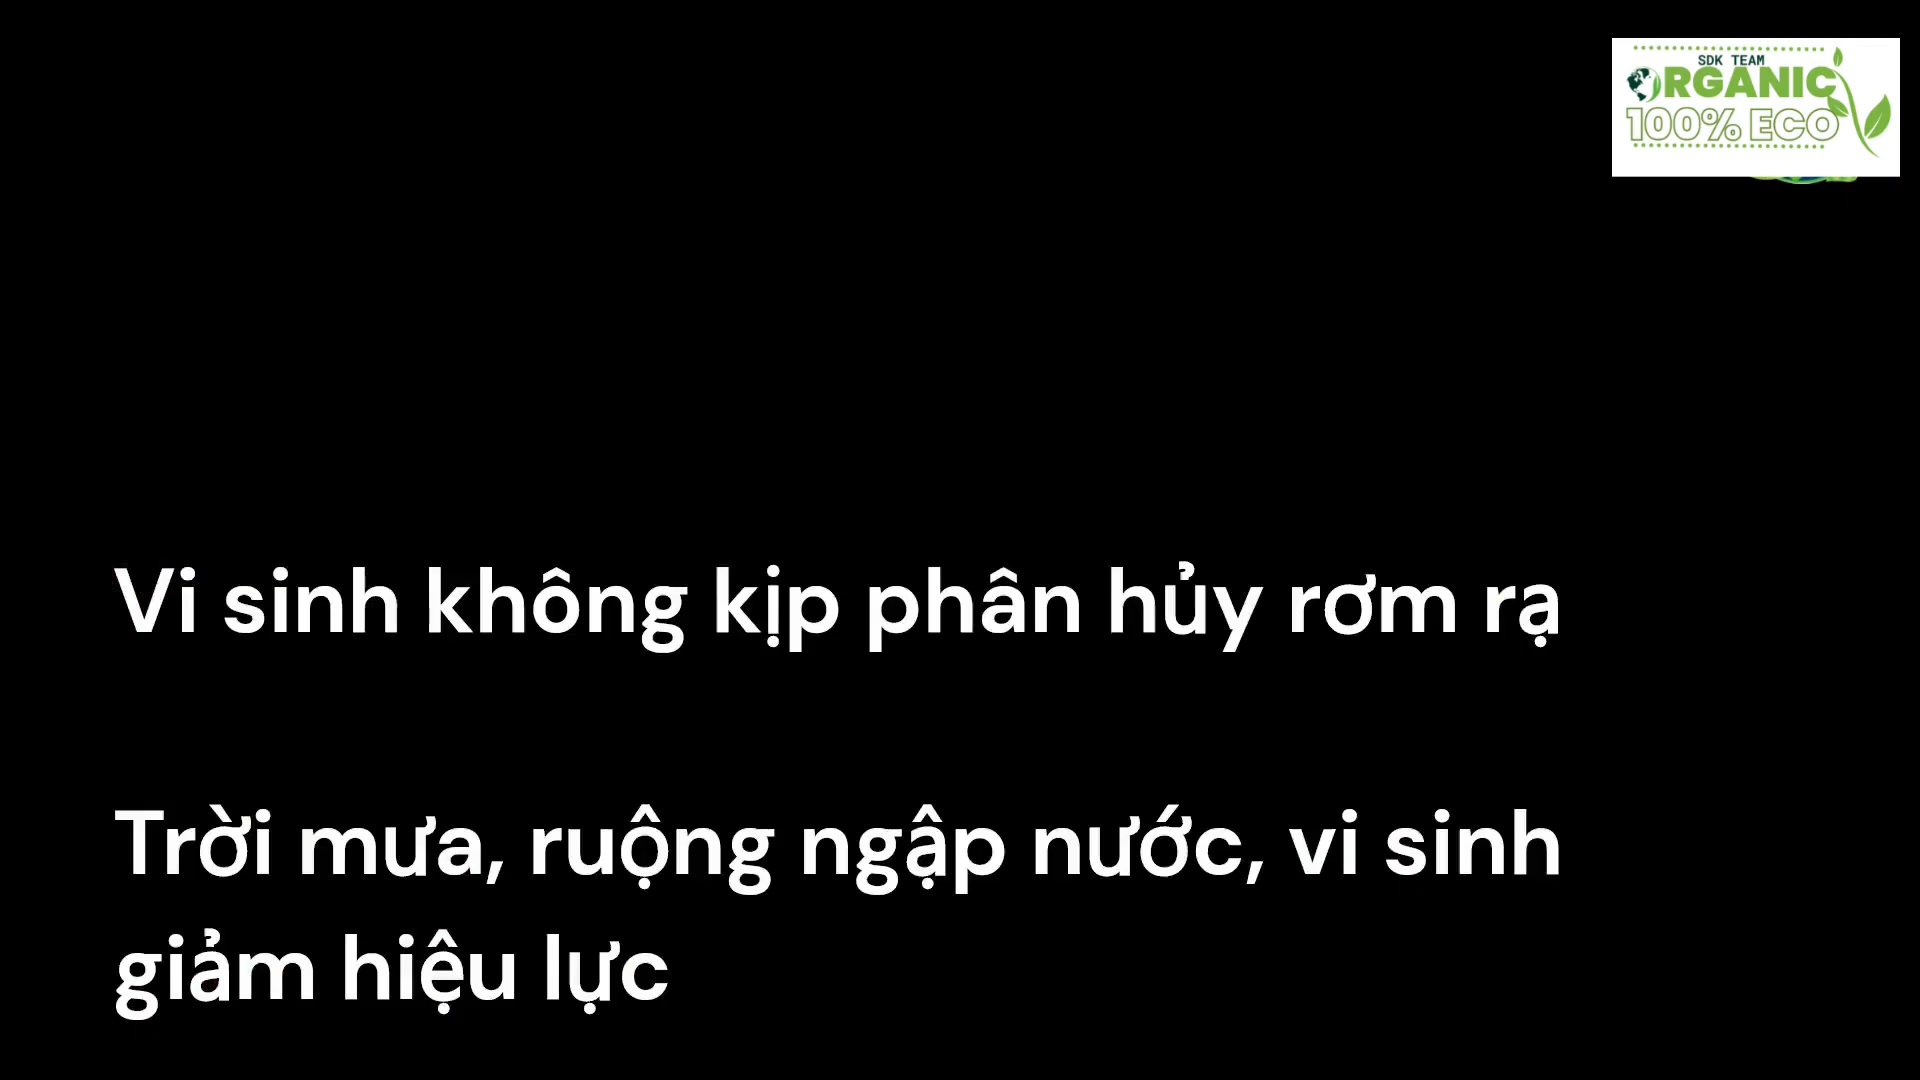 SDK TEAM
ORGANIC
100% ECO
Vi sinh không kịp phân hủy rơm rạ
Trời mưa, ruộng ngập nước, vi sinh
giảm hiệu lực